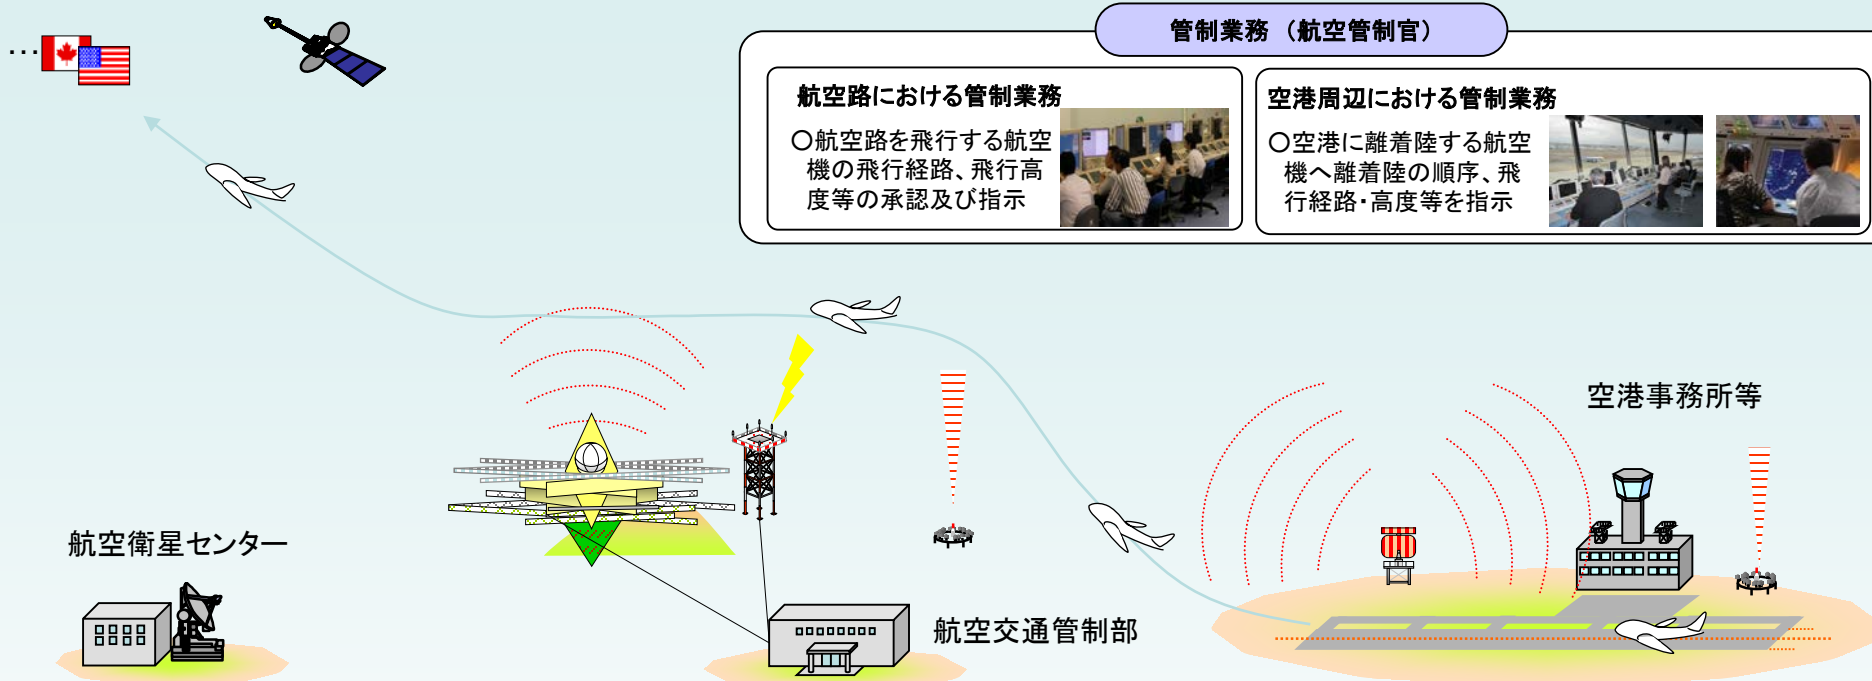 …
管制業務 （航空管制官）
航空路における管制業務
○航空路を飛行する航空
機の飛行経路、飛行高
度等の承認及び指示
空港周辺における管制業務
○空港に離着陸する航空
機へ離着陸の順序、飛
行経路・高度等を指示
空港事務所等
航空衛星センター
航空交通管制部